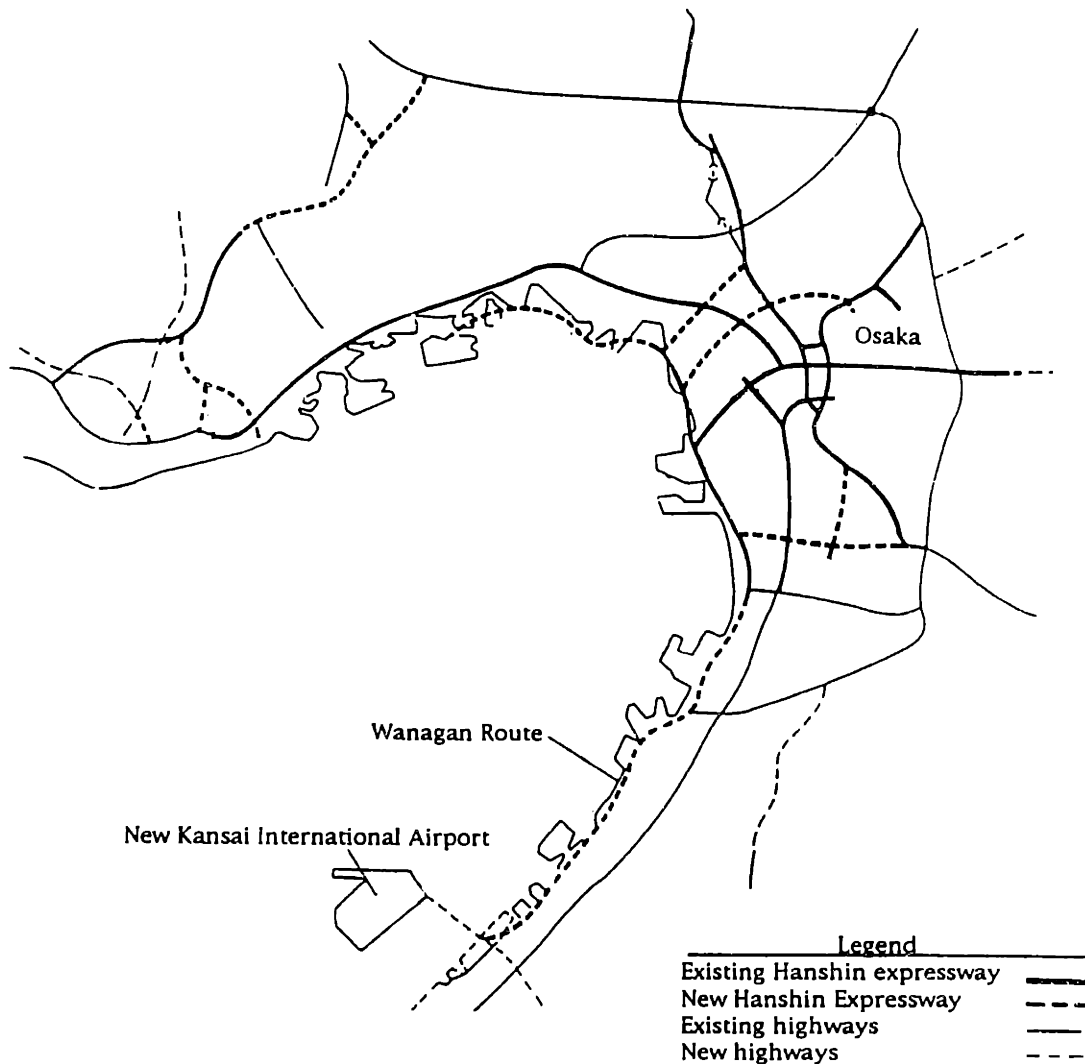 Osaka
Wanagan Route
New Kansai International Airport
Legend
Existing Hanshin expressway
New Hanshin Expressway
Existing highways
New highways